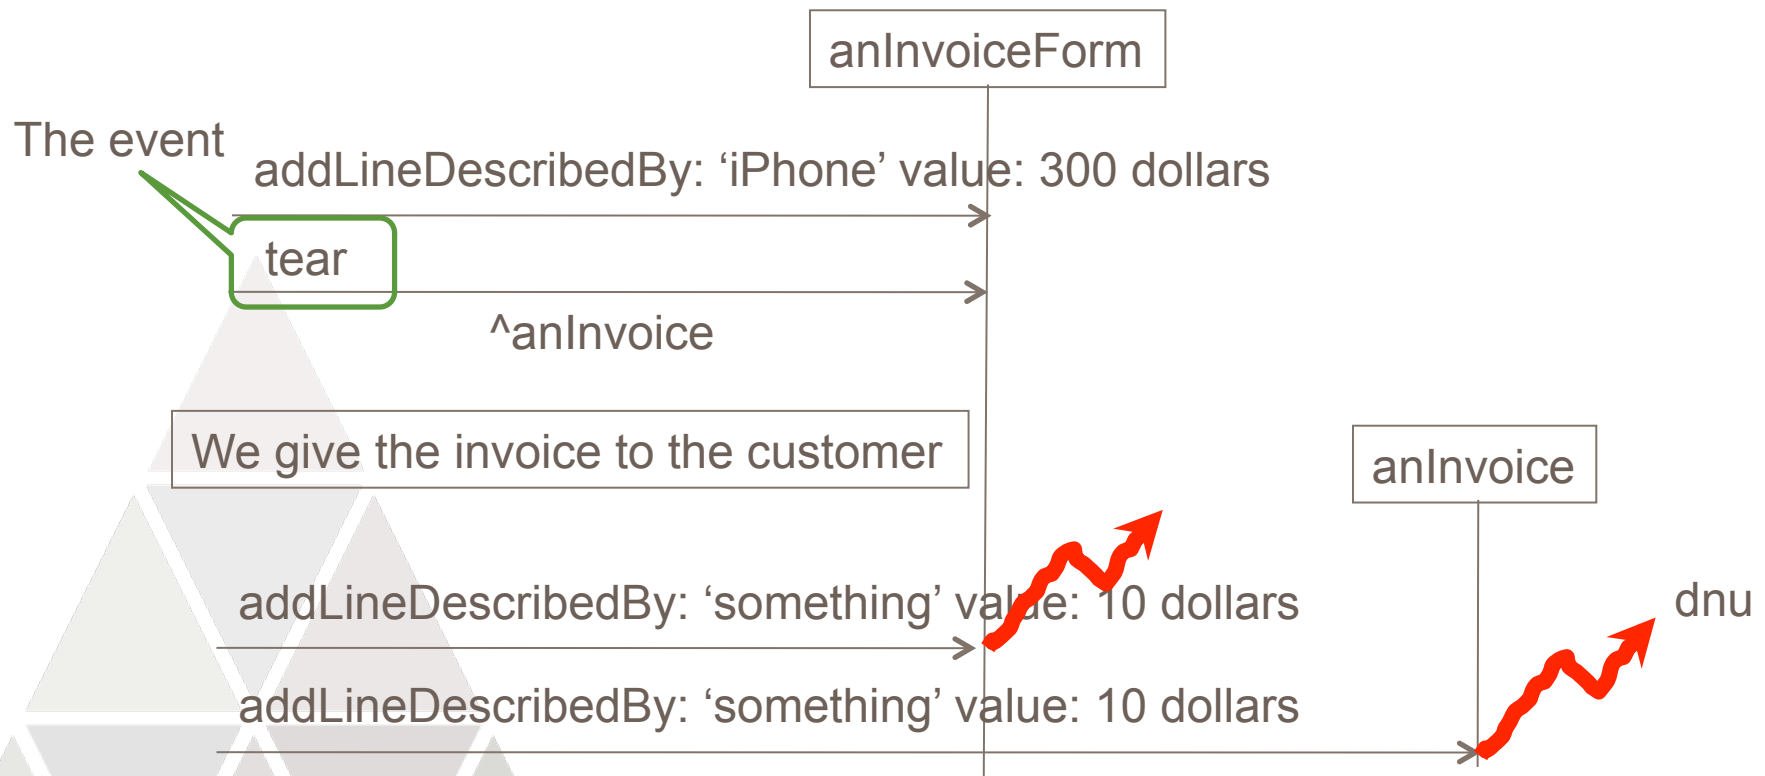 anInvoiceForm
The event
addLineDescribedBy: ‘iPhone’ value: 300 dollars
tear
^anInvoice
We give the invoice to the customer
anInvoice
addLineDescribedBy: ‘something’ value: 10 dollars
dnu
addLineDescribedBy: ‘something’ value: 10 dollars